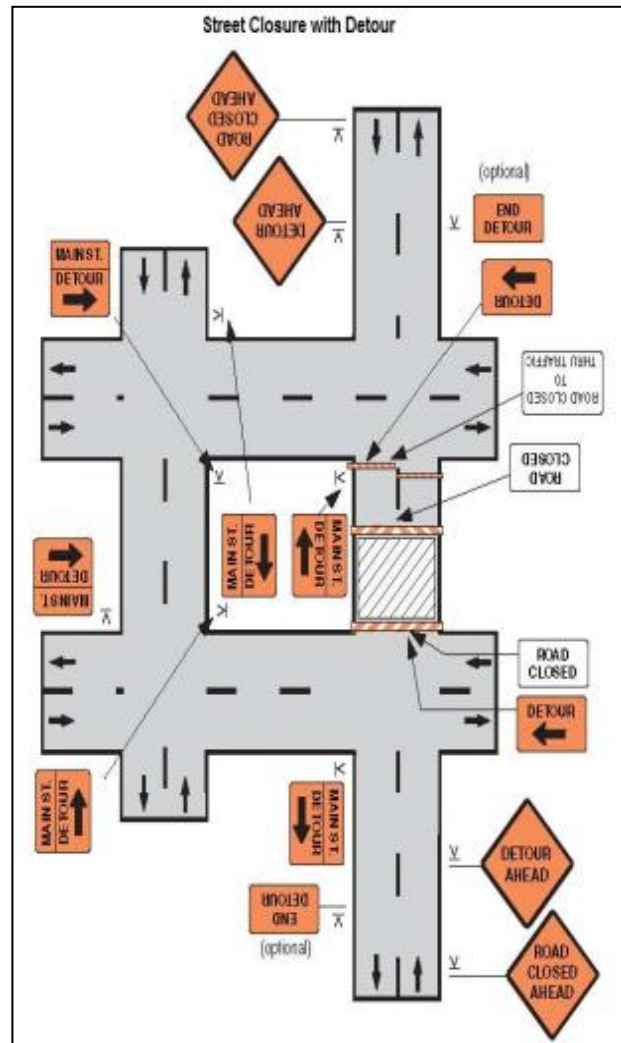 Street Closure with Detour
ROAD
CLOSED
AHEAD
DETOUR
AHEAD
(optional)
END
DETOUR
MAIN ST.
DETOUR
DETOUR
ROAD CLOSED
TO
THRU TRAFFIC
ROAD
CLOSED
MAIN ST.
DETOUR
MAIN ST.
DETOUR
MAIN ST.
DETOUR
ROAD
CLOSED
DETOUR
MAIN ST.
DETOUR
MAIN ST.
DETOUR
DETOUR
AHEAD
END
DETOUR
(optional)
ROAD
CLOSED
AHEAD